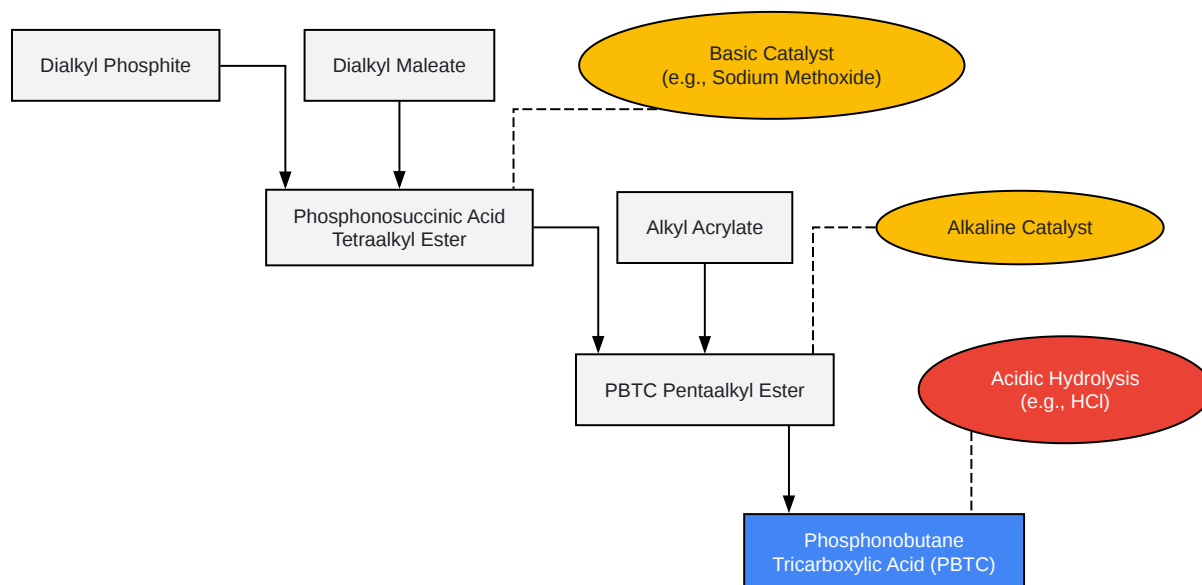 Dialkyl Phosphite
Dialkyl Maleate
Basic Catalyst
(e.g., Sodium Methoxide)
Phosphonosuccinic Acid
Tetraalkyl Ester
Alkyl Acrylate
Alkaline Catalyst
PBTC Pentaalkyl Ester
Acidic Hydrolysis
(e.g., HCl)
Phosphonobutane
Tricarboxylic Acid (PBTC)